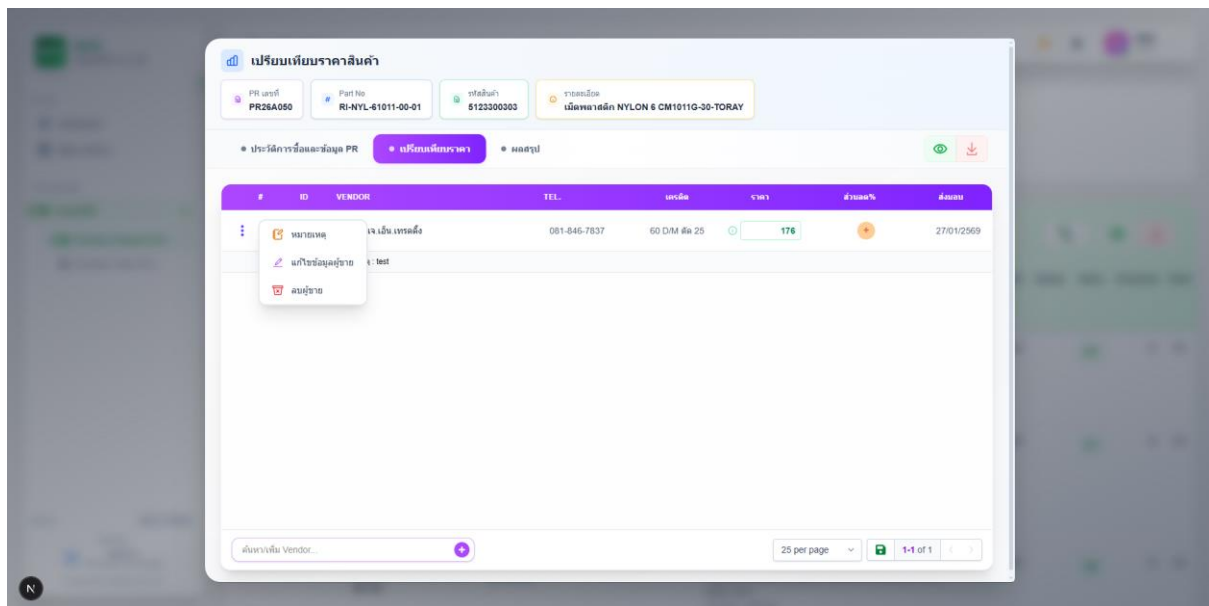 เปรียบเทียบราคาสินค้า
PR เลขที่
PR26A050
#
Part No
RI-NYL-61011-00-01
รหัสสินค้า
5123300303
รายละเอียด
เม็ดพลาสติก NYLON 6 CM1011G-30-TORAY
ประวัติการซื้อและข้อมูล PR
เปรียบเทียบราคา
ผลสรุป
# ID VENDOR TEL. เครดิต ราคา ส่วนลด% ส่งมอบ
เจ.เอ็น.เทรดดิ้ง 081-846-7837 60 D/M ตัด 25 176 + 27/01/2569
: test
หมายเหตุ
แก้ไขข้อมูลผู้ขาย
ลบผู้ขาย
ค้นหา/เพิ่ม Vendor...
25 per page
1-1 of 1
N